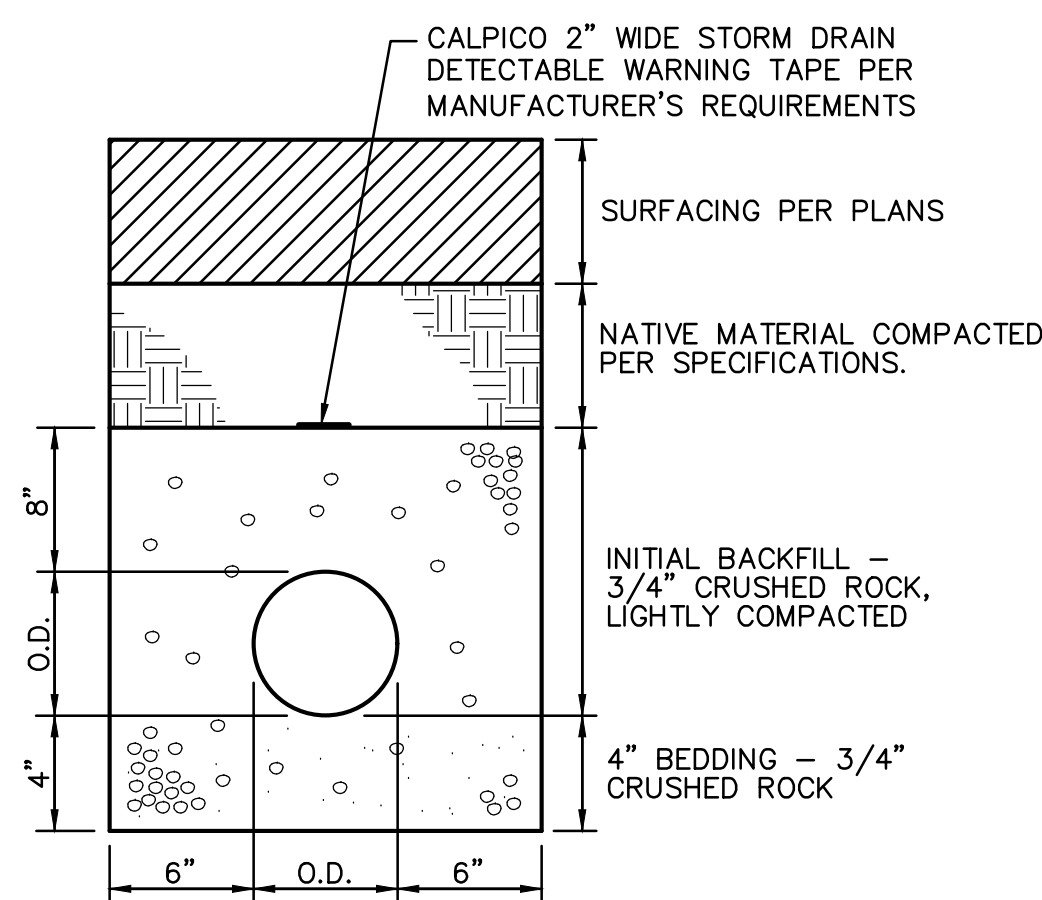 CALPICO 2” WIDE STORM DRAIN
DETECTABLE WARNING TAPE PER
MANUFACTURER’S REQUIREMENTS
SURFACING PER PLANS
NATIVE MATERIAL COMPACTED
PER SPECIFICATIONS.
8”
INITIAL BACKFILL –
3/4” CRUSHED ROCK,
LIGHTLY COMPACTED
O.D.
4”
4” BEDDING – 3/4”
CRUSHED ROCK
6”
O.D.
6”